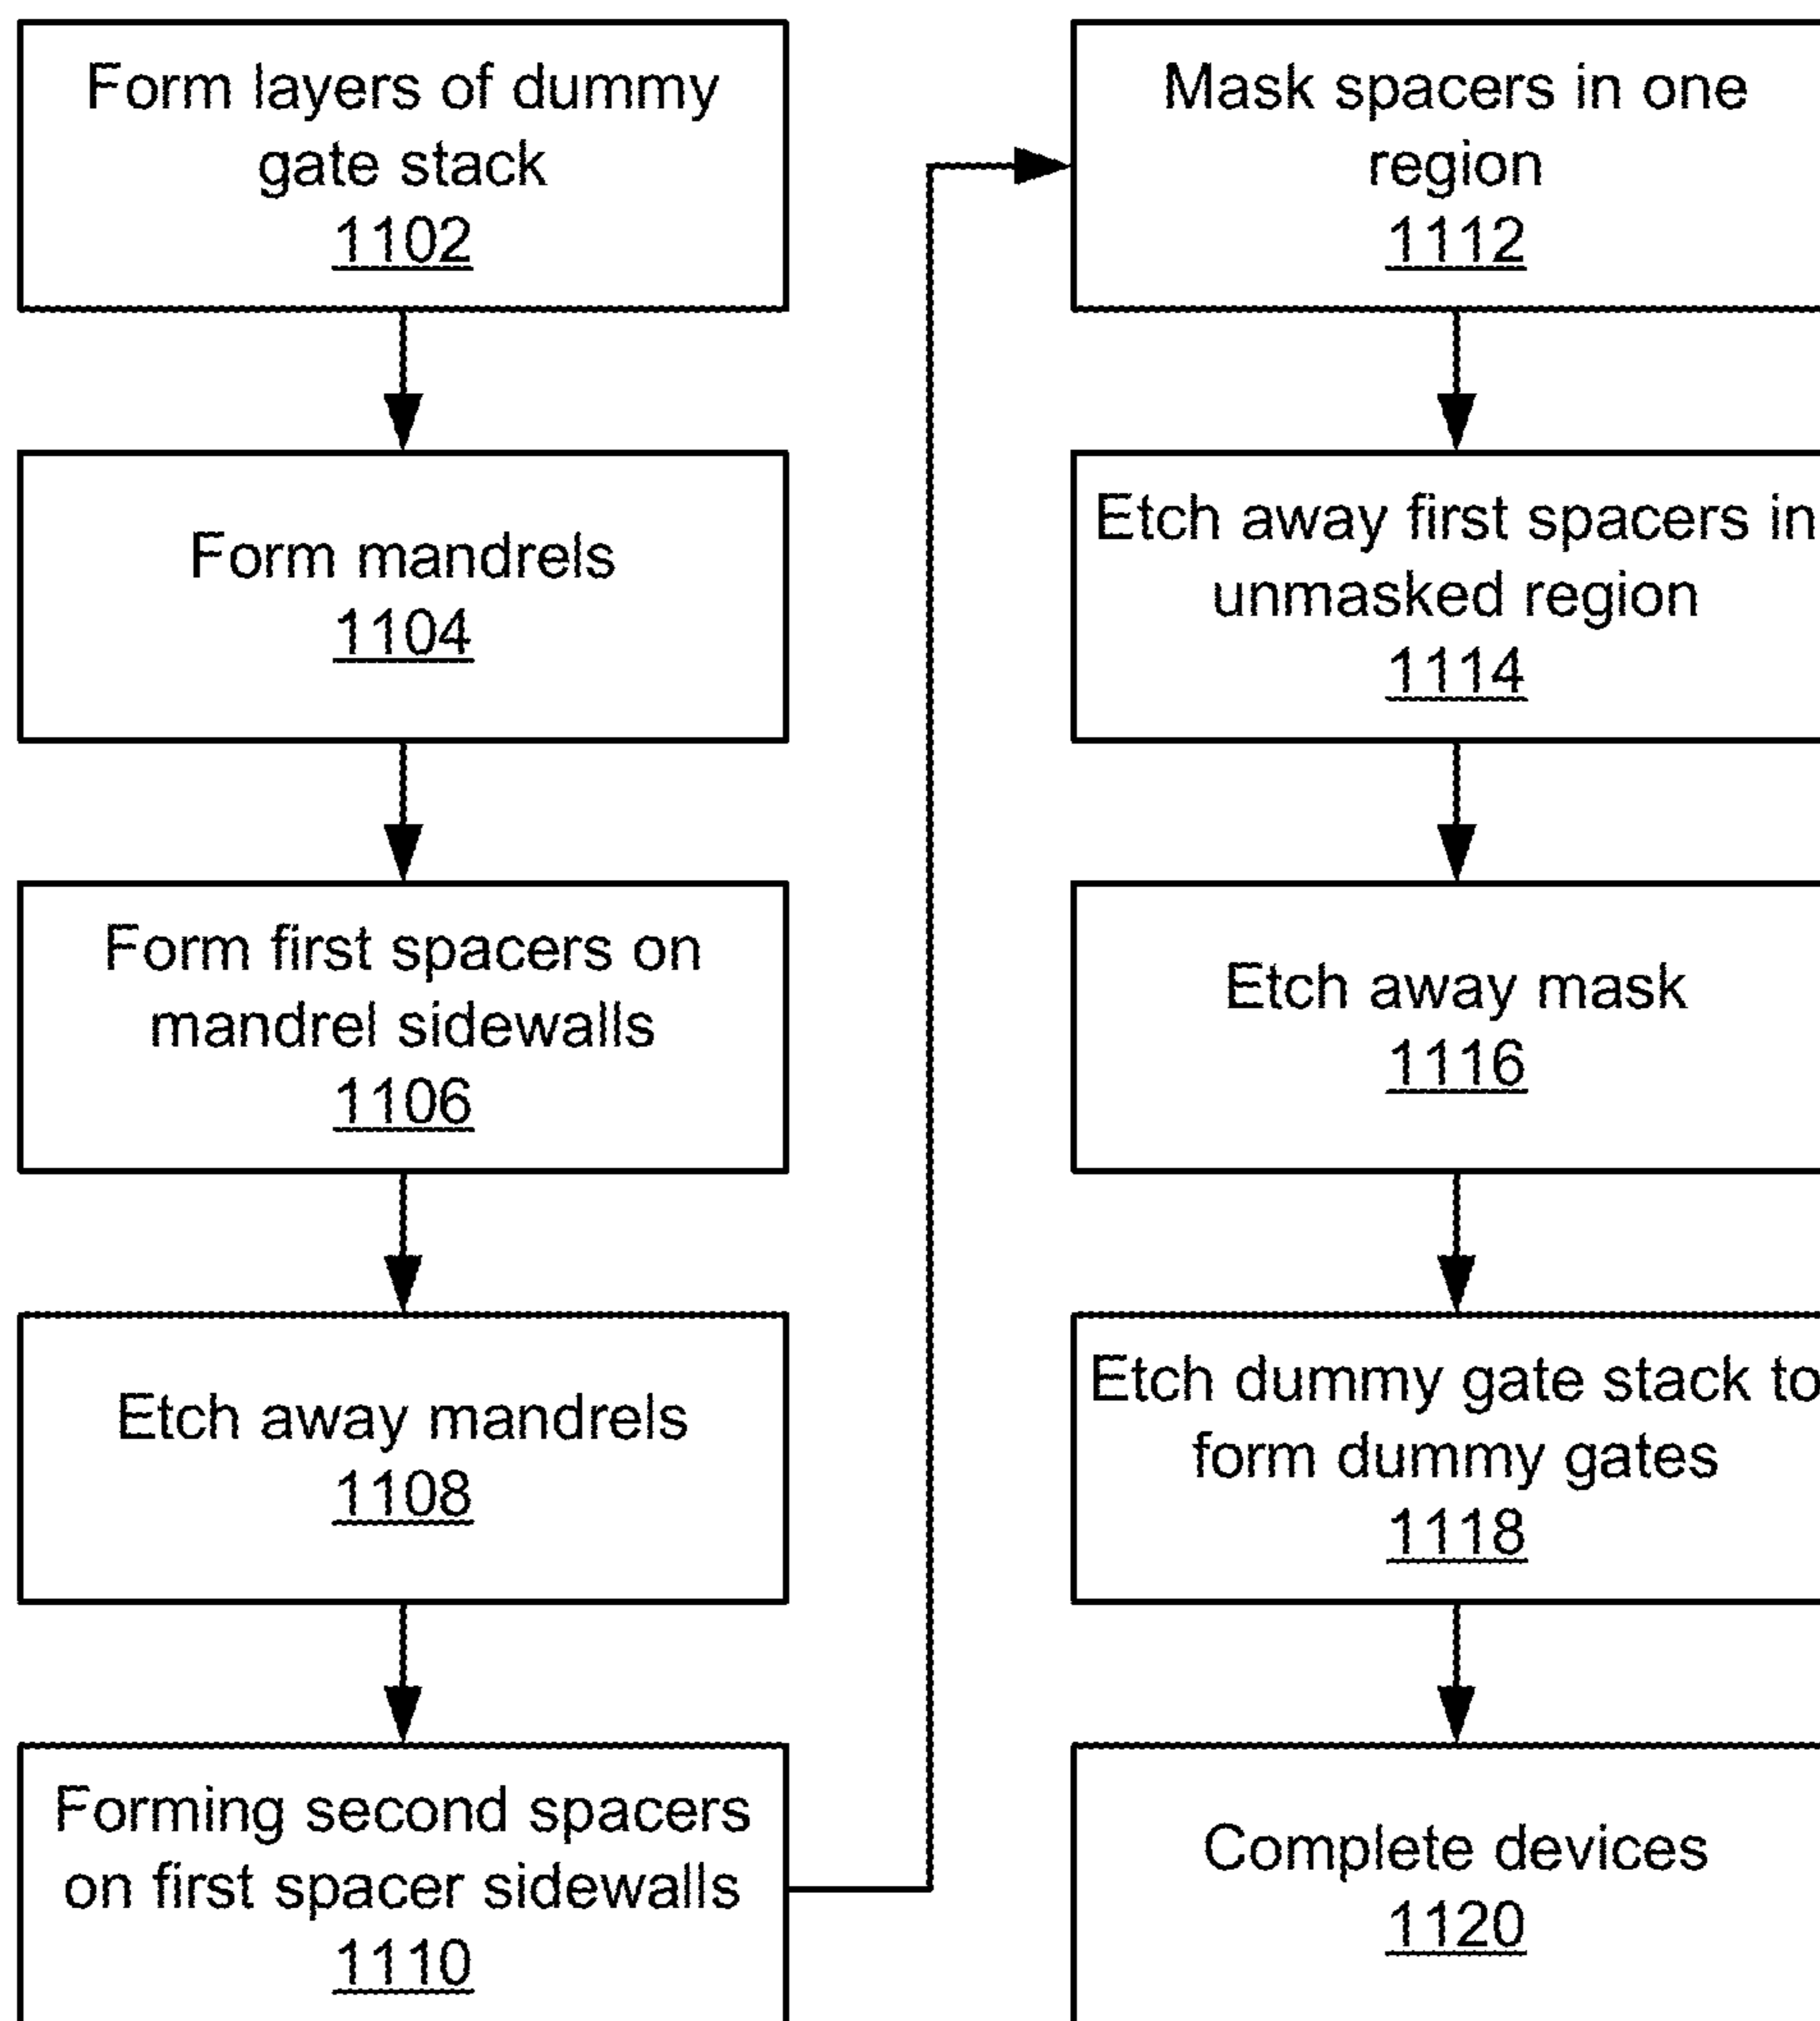 Form layers of dummy
gate stack
1102
Form mandrels
1104
Form first spacers on
mandrel sidewalls
1106
Etch away mandrels
1108
Forming second spacers
on first spacer sidewalls
1110
Mask spacers in one
region
1112
Etch away first spacers in
unmasked region
1114
Etch away mask
1116
Etch dummy gate stack to
form dummy gates
1118
Complete devices
1120